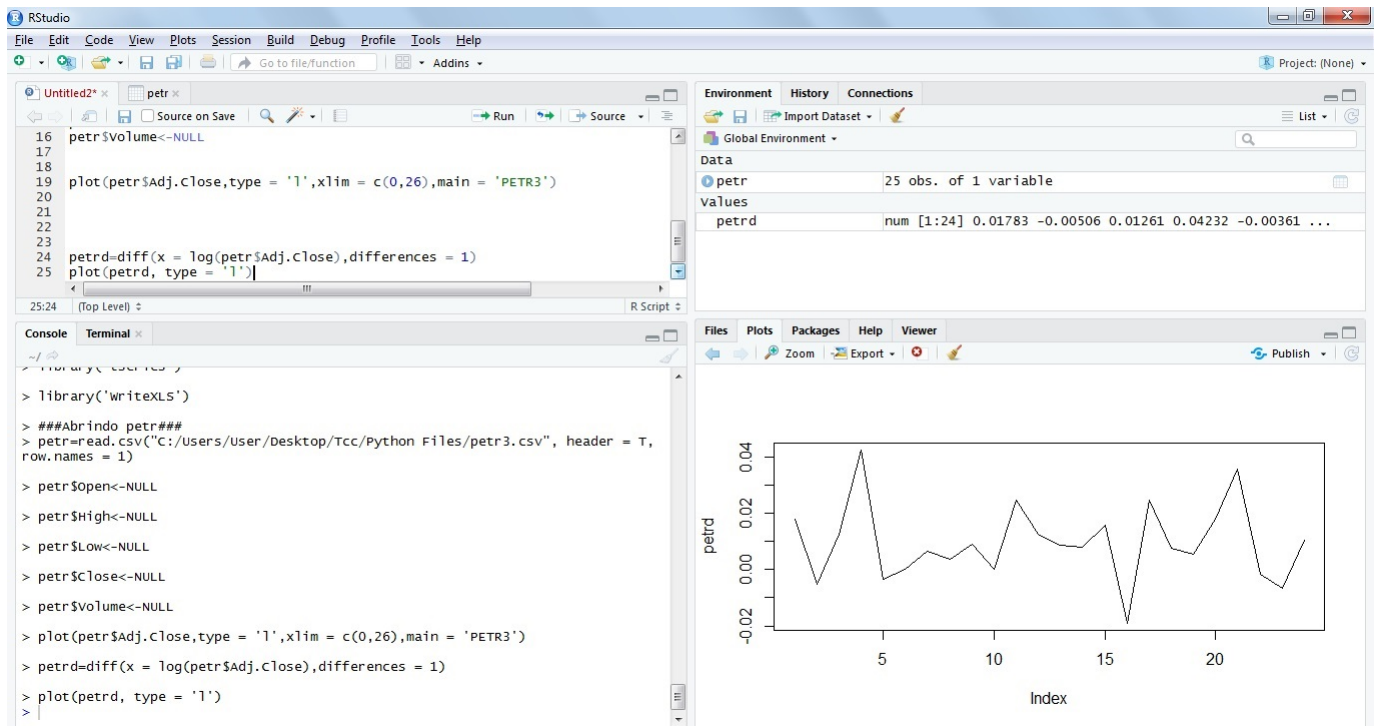 RStudio
File Edit Code View Plots Session Build Debug Profile Tools Help
Go to file/function Addins
Project: (None)
Untitled2* petr
Source on Save Run Source
16 petr$Volume<-NULL
17
18
19 plot(petr$Adj.Close,type = 'l',xlim = c(0,26),main = 'PETR3')
20
21
22
23
24 petrd=diff(x = log(petr$Adj.Close),differences = 1)
25 plot(petrd, type = 'l')
25:24 (Top Level) R Script
Console Terminal
~/
> library('WriteXLS')
> ###Abrindo petr###
> petr=read.csv("C:/Users/User/Desktop/Tcc/Python Files/petr3.csv", header = T,
row.names = 1)
> petr$Open<-NULL
> petr$High<-NULL
> petr$Low<-NULL
> petr$Close<-NULL
> petr$Volume<-NULL
> plot(petr$Adj.Close,type = 'l',xlim = c(0,26),main = 'PETR3')
> petrd=diff(x = log(petr$Adj.Close),differences = 1)
> plot(petrd, type = 'l')
>
Environment History Connections
Import Dataset List
Global Environment
Data
petr 25 obs. of 1 variable
Values
petrd num [1:24] 0.01783 -0.00506 0.01261 0.04232 -0.00361 ...
Files Plots Packages Help Viewer
Zoom Export Publish
petrd
0.04
0.02
0.00
-0.02
5 10 15 20
Index